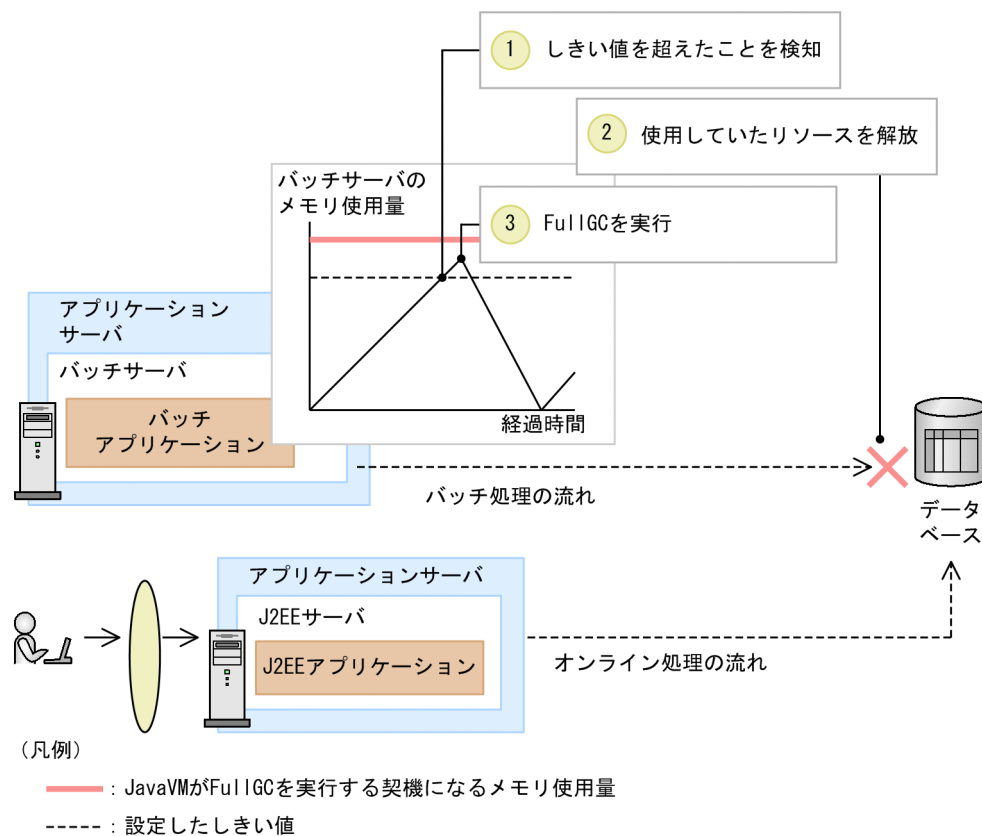 1 しきい値を超えたことを検知
2 使用していたリソースを解放
バッチサーバの
メモリ使用量
3 FullGCを実行
アプリケーション
サーバ
バッチサーバ
バッチ
アプリケーション
経過時間
バッチ処理の流れ
データ
ベース
アプリケーションサーバ
J2EEサーバ
J2EEアプリケーション
オンライン処理の流れ
(凡例)
：JavaVMがFullGCを実行する契機になるメモリ使用量
：設定したしきい値